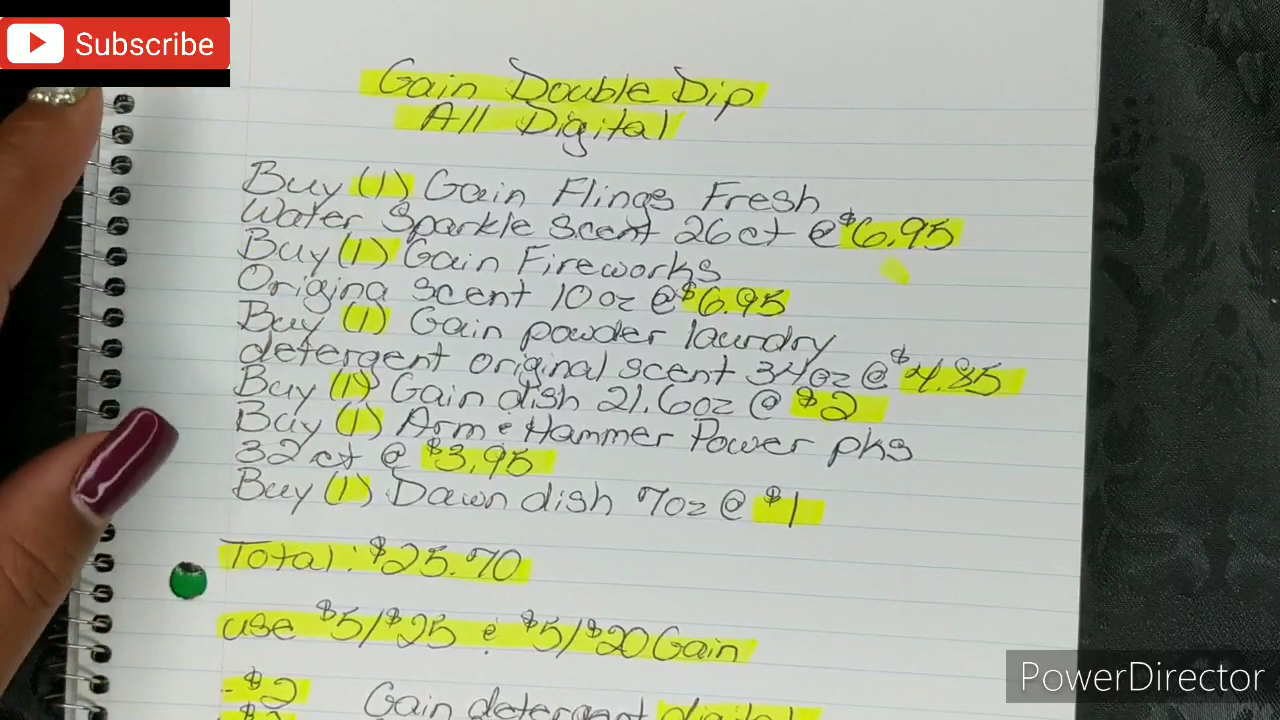 Subscribe
Gain Double Dip
All Digital
Buy (1) Gain Flings Fresh
Water Sparkle Scent 26ct @ $6.95
Buy (1) Gain Fireworks
Origina scent 10oz @ $6.95
Buy (1) Gain powder laundry
detergent original scent 34oz @ $4.85
Buy (1) Gain dish 21.6oz @ $2
Buy (1) Arm & Hammer Power pks
32 ct @ $3.95
Buy (1) Dawn dish 7oz @ $1
Total: $25.70
use $5/$25 & $5/$20 Gain
- $2 Gain detergent digital
PowerDirector